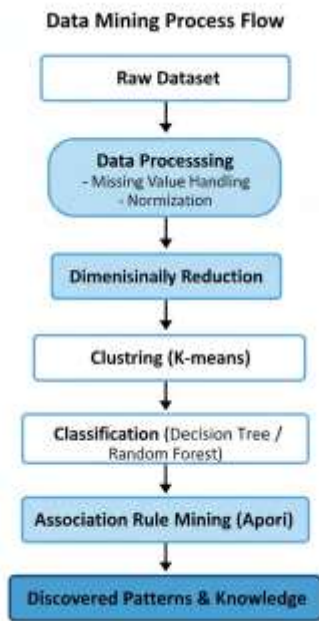 Data Mining Process Flow
Raw Dataset
Data Processsing
- Missing Value Handling
- Normization
Dimenisinally Reduction
Clustring (K-means)
Classification (Decision Tree /
Random Forest)
Association Rule Mining (Apori)
Discovered Patterns & Knowledge